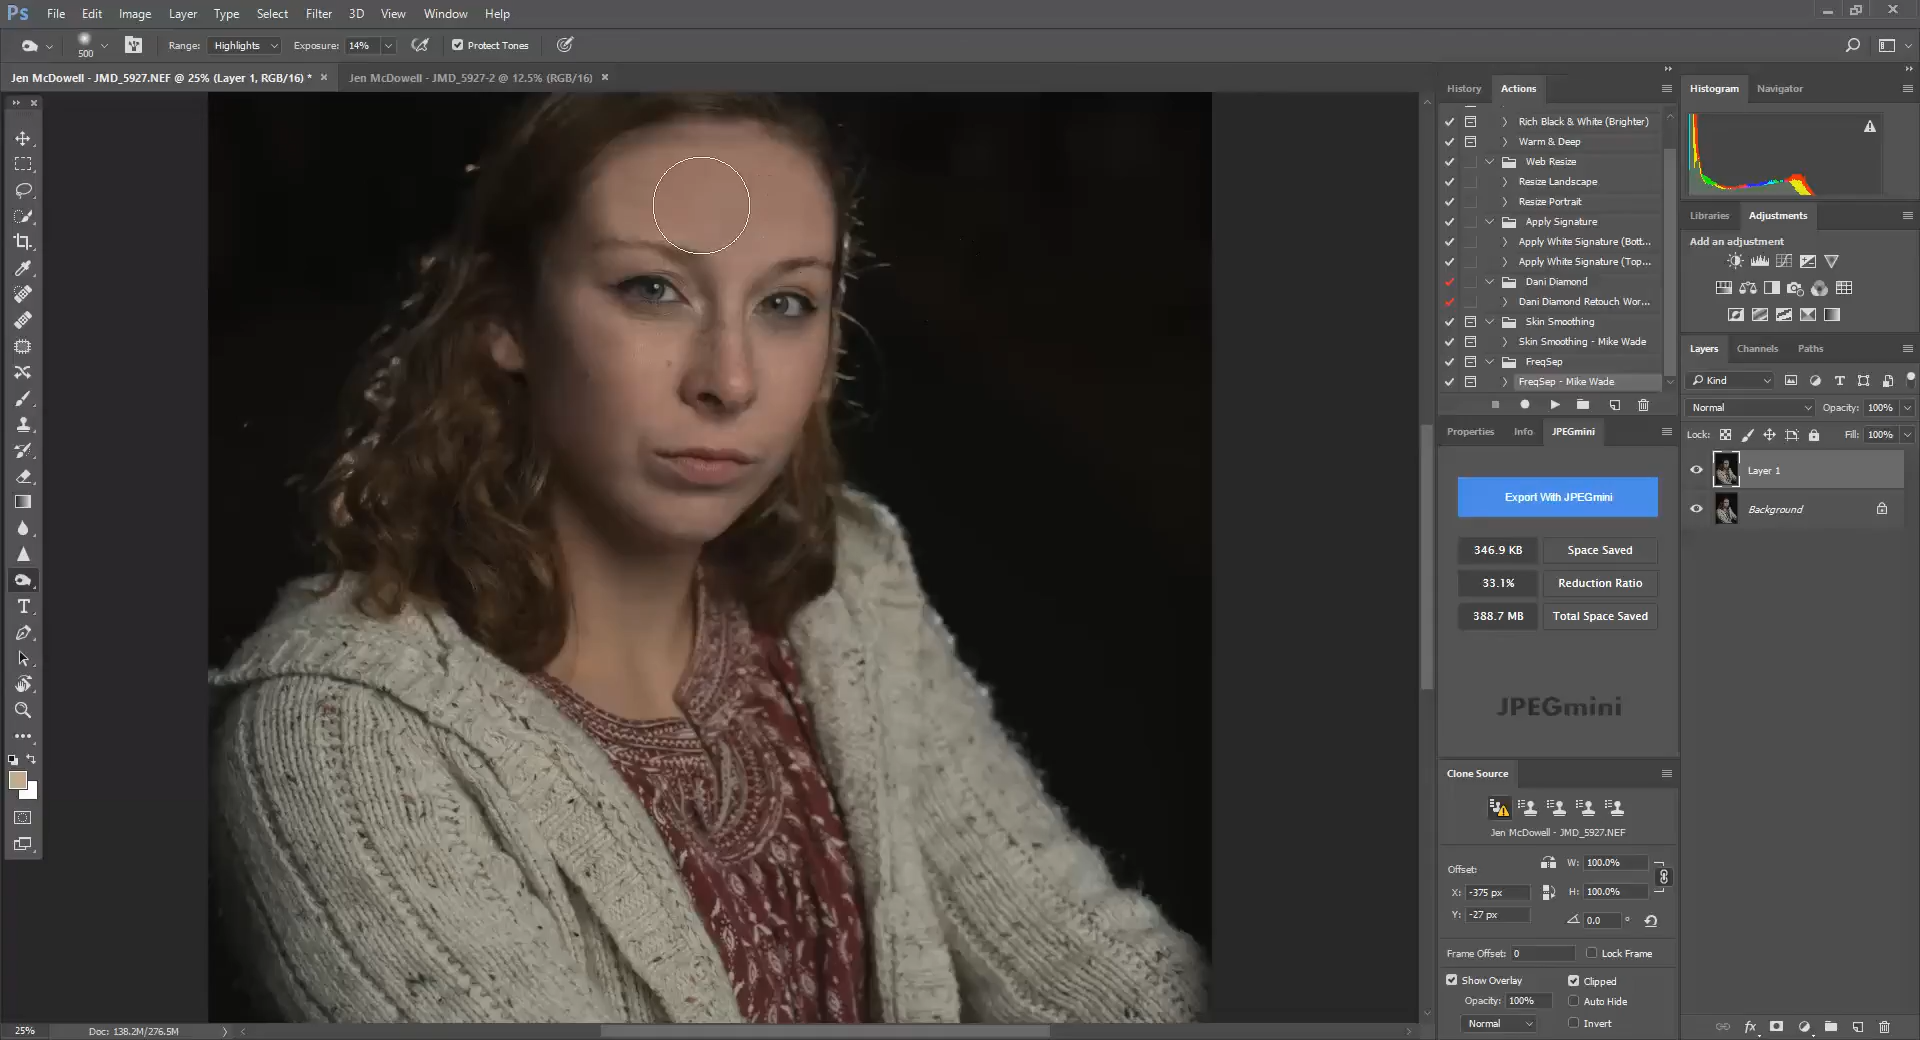 Ps File Edit Image Layer Type Select Filter 3D View Window Help
500 Range: Highlights Exposure: 14% Protect Tones
Jen McDowell - JMD_5927.NEF @ 25% (Layer 1, RGB/16) * × Jen McDowell - JMD_5927-2 @ 12.5% (RGB/16) ×
History Actions
Rich Black & White (Brighter)
Warm & Deep
Web Resize
Resize Landscape
Resize Portrait
Apply Signature
Apply White Signature (Bott...
Apply White Signature (Top...
Dani Diamond
Dani Diamond Retouch Wor...
Skin Smoothing
Skin Smoothing - Mike Wade
FreqSep
FreqSep - Mike Wade
Properties Info JPEGmini
Export With JPEGmini
346.9 KB Space Saved
33.1% Reduction Ratio
388.7 MB Total Space Saved
JPEGmini
Clone Source
Jen McDowell - JMD_5927.NEF
Offset: W: 100.0%
X: -375 px H: 100.0%
Y: -27 px 0.0 °
Frame Offset: 0 Lock Frame
Show Overlay Clipped
Opacity: 100% Auto Hide
Normal Invert
Histogram Navigator
Libraries Adjustments
Add an adjustment
Layers Channels Paths
Kind
Normal Opacity: 100%
Lock: Fill: 100%
Layer 1
Background
25% Doc: 138.2M/276.5M